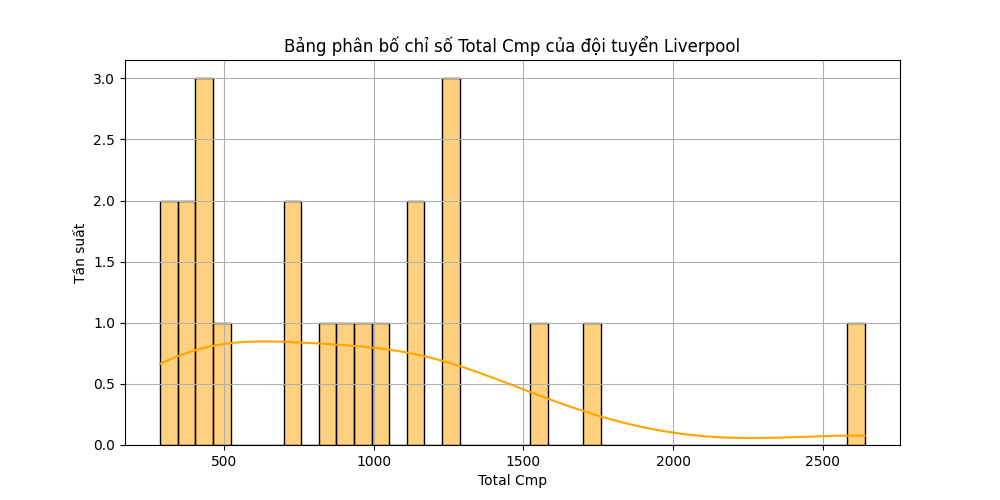 Bảng phân bố chỉ số Total Cmp của đội tuyển Liverpool
3.0
2.5
2.0
1.5
1.0
0.5
0.0
Tần suất
500 1000 1500 2000 2500
Total Cmp